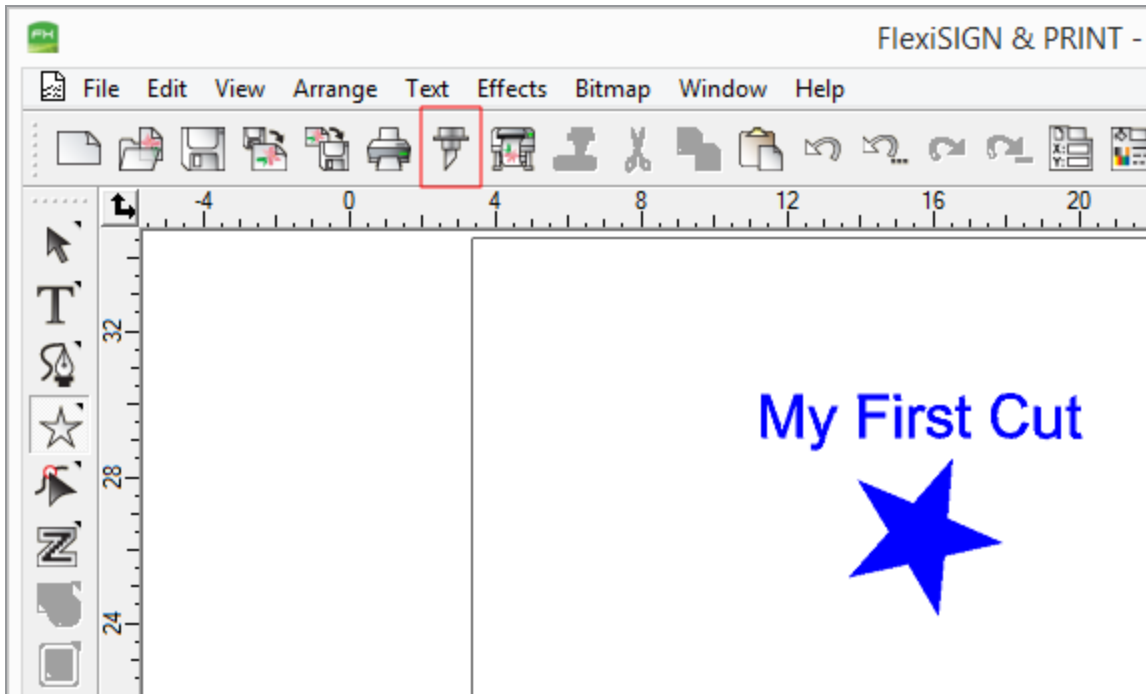 FH
FlexiSIGN & PRINT -
File Edit View Arrange Text Effects Bitmap Window Help
X:
Y:
-4 0 4 8 12 16 20
T
32
My First Cut
28
Z
24